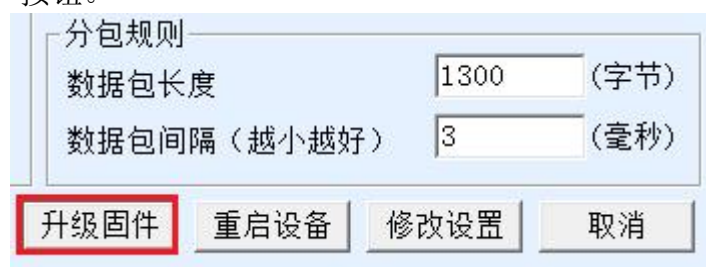 分包规则
数据包长度 1300 (字节)
数据包间隔（越小越好） 3 (毫秒)
升级固件 重启设备 修改设置 取消